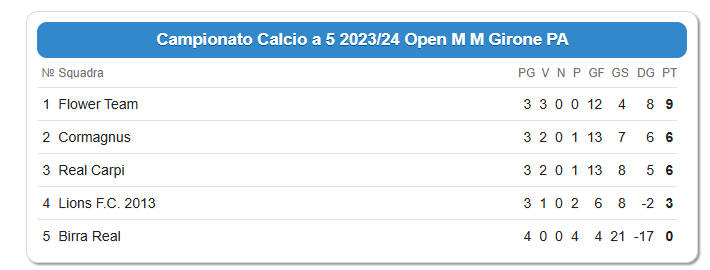 Campionato Calcio a 5 2023/24 Open M M Girone PA
№ Squadra PG V N P GF GS DG PT
1 Flower Team 3 3 0 0 12 4 8 9
2 Cormagnus 3 2 0 1 13 7 6 6
3 Real Carpi 3 2 0 1 13 8 5 6
4 Lions F.C. 2013 3 1 0 2 6 8 -2 3
5 Birra Real 4 0 0 4 4 21 -17 0